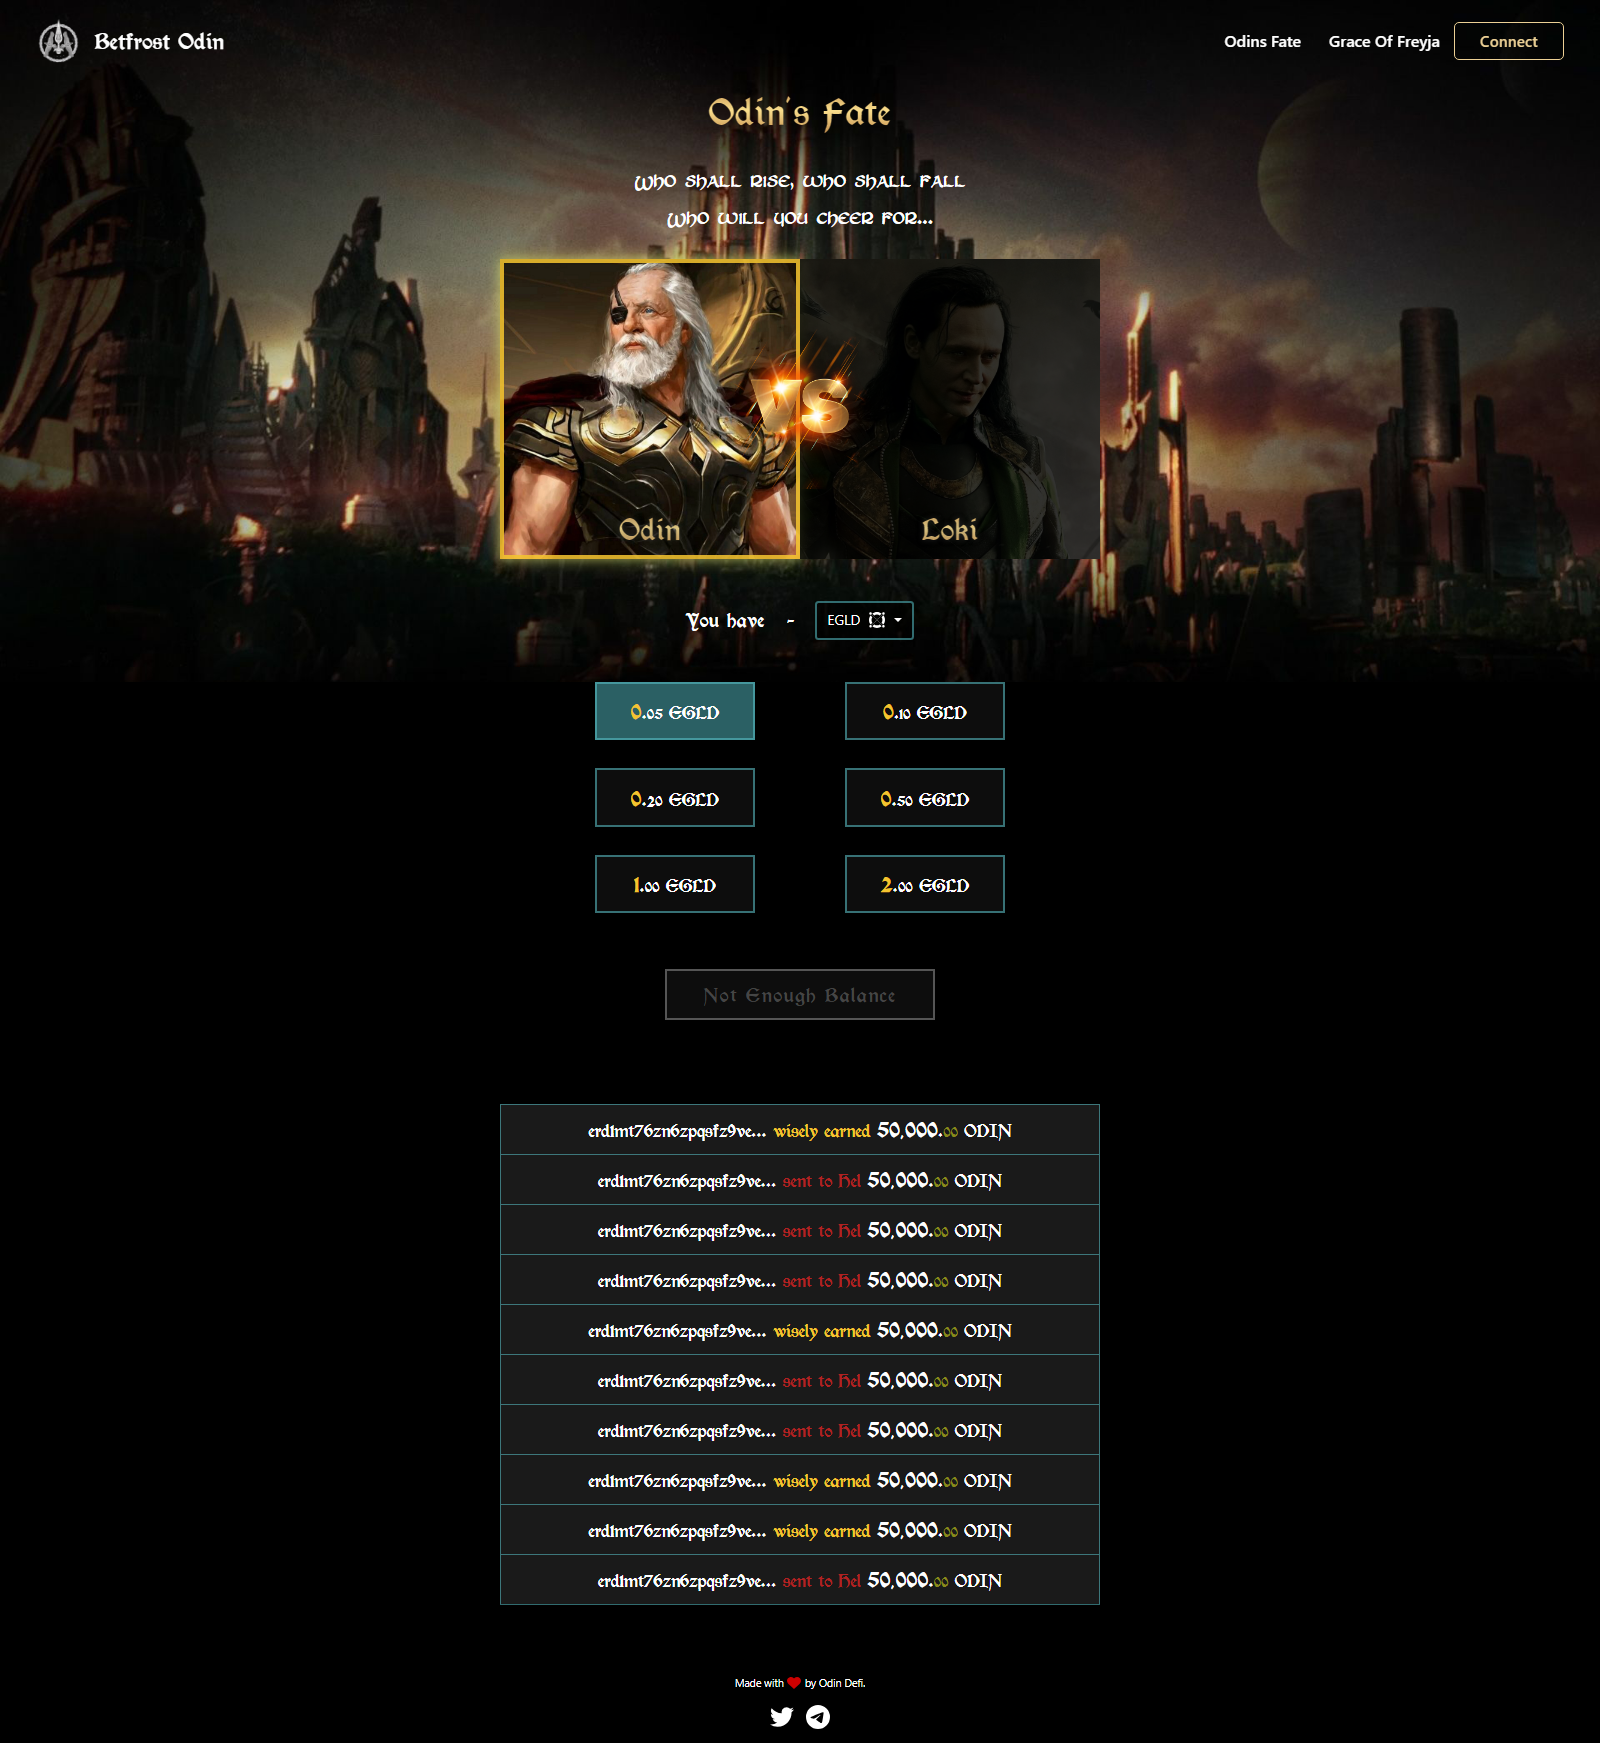 Betfrost Odin
Odins Fate
Grace Of Freyja
Connect
Odin's Fate
Who shall rise, who shall fall
Who will you cheer for...
VS
Odin
Loki
You have -
EGLD
0.05 EGLD
0.10 EGLD
0.20 EGLD
0.50 EGLD
1.00 EGLD
2.00 EGLD
Not Enough Balance
erd1mt76zn6zpqsfz9ve... wisely earned 50,000.00 ODIN
erd1mt76zn6zpqsfz9ve... sent to Hel 50,000.00 ODIN
erd1mt76zn6zpqsfz9ve... sent to Hel 50,000.00 ODIN
erd1mt76zn6zpqsfz9ve... sent to Hel 50,000.00 ODIN
erd1mt76zn6zpqsfz9ve... wisely earned 50,000.00 ODIN
erd1mt76zn6zpqsfz9ve... sent to Hel 50,000.00 ODIN
erd1mt76zn6zpqsfz9ve... sent to Hel 50,000.00 ODIN
erd1mt76zn6zpqsfz9ve... wisely earned 50,000.00 ODIN
erd1mt76zn6zpqsfz9ve... wisely earned 50,000.00 ODIN
erd1mt76zn6zpqsfz9ve... sent to Hel 50,000.00 ODIN
Made with ❤ by Odin Defi.